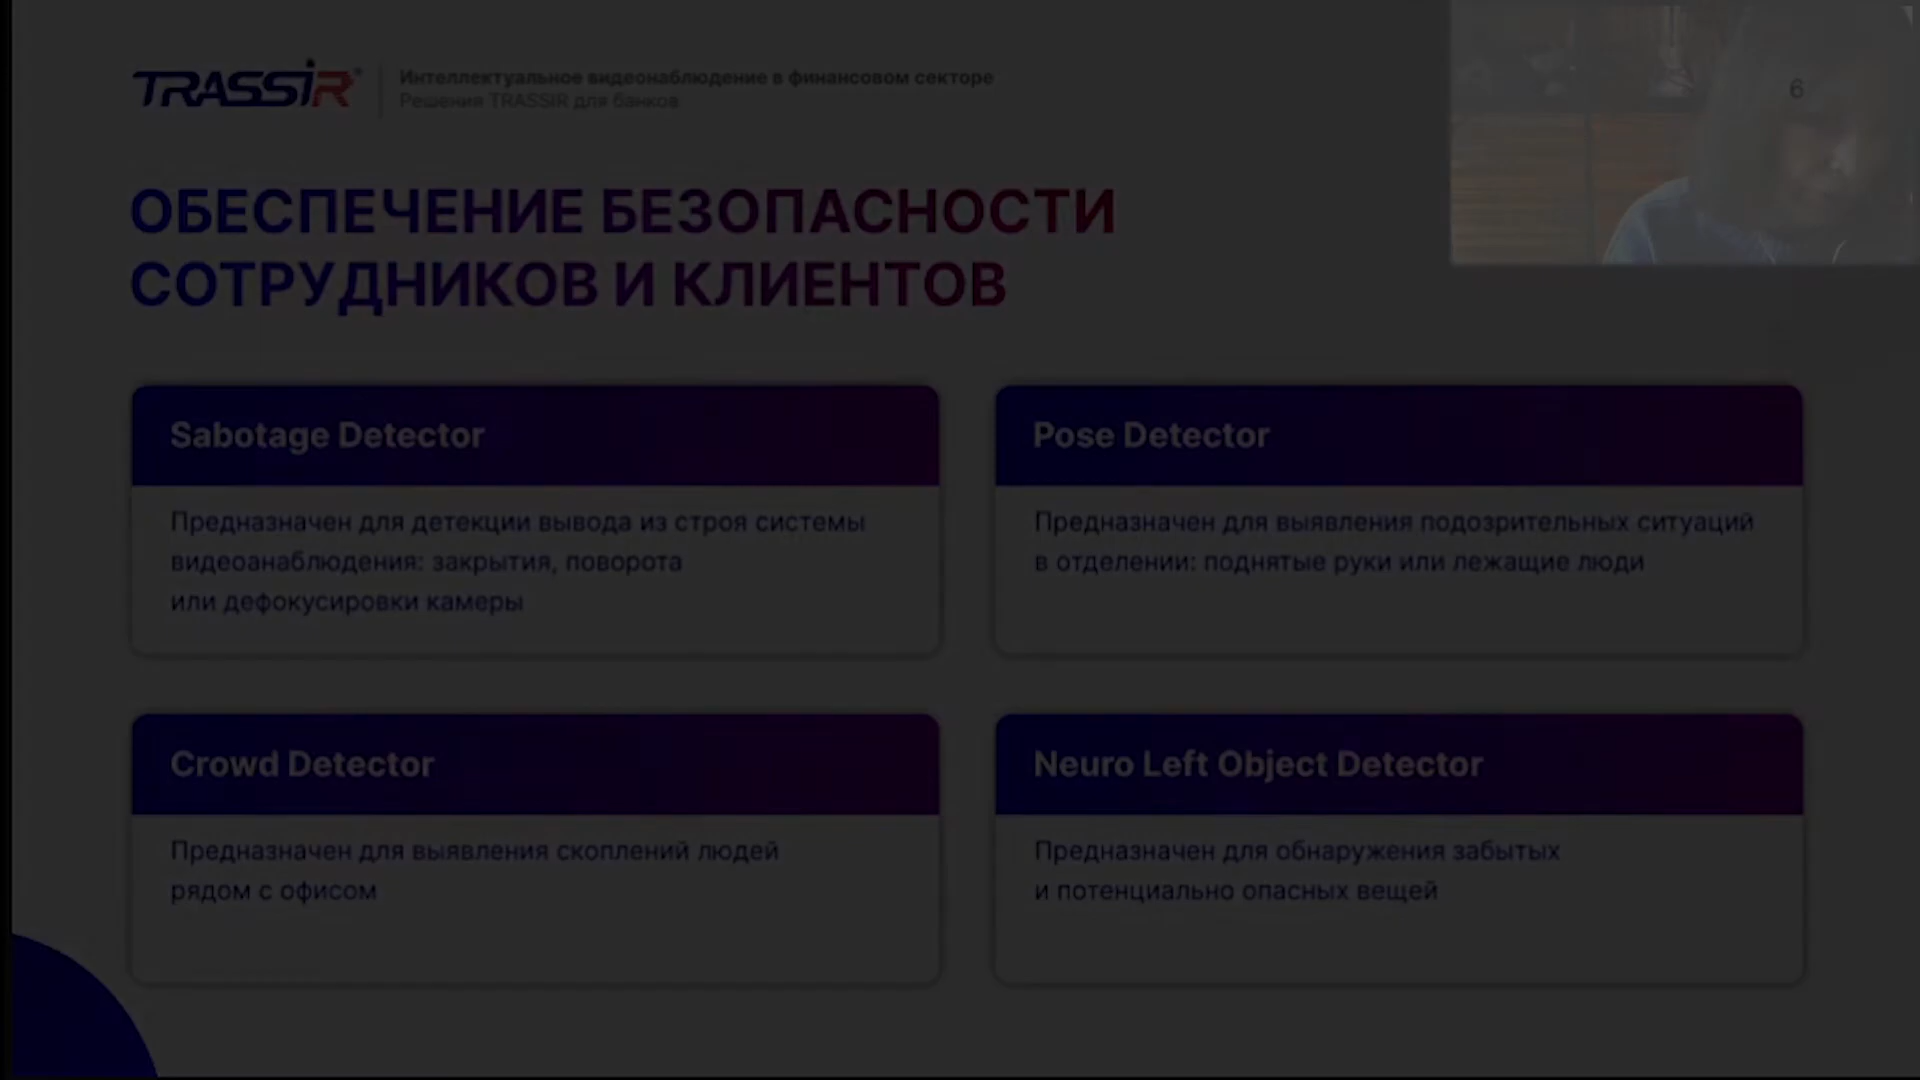 TRASSIR®
Интеллектуальное видеонаблюдение в финансовом секторе
Решения TRASSIR для банков
6
ОБЕСПЕЧЕНИЕ БЕЗОПАСНОСТИ
СОТРУДНИКОВ И КЛИЕНТОВ
Sabotage Detector
Предназначен для детекции вывода из строя системы
видеоанаблюдения: закрытия, поворота
или дефокусировки камеры
Pose Detector
Предназначен для выявления подозрительных ситуаций
в отделении: поднятые руки или лежащие люди
Crowd Detector
Предназначен для выявления скоплений людей
рядом с офисом
Neuro Left Object Detector
Предназначен для обнаружения забытых
и потенциально опасных вещей